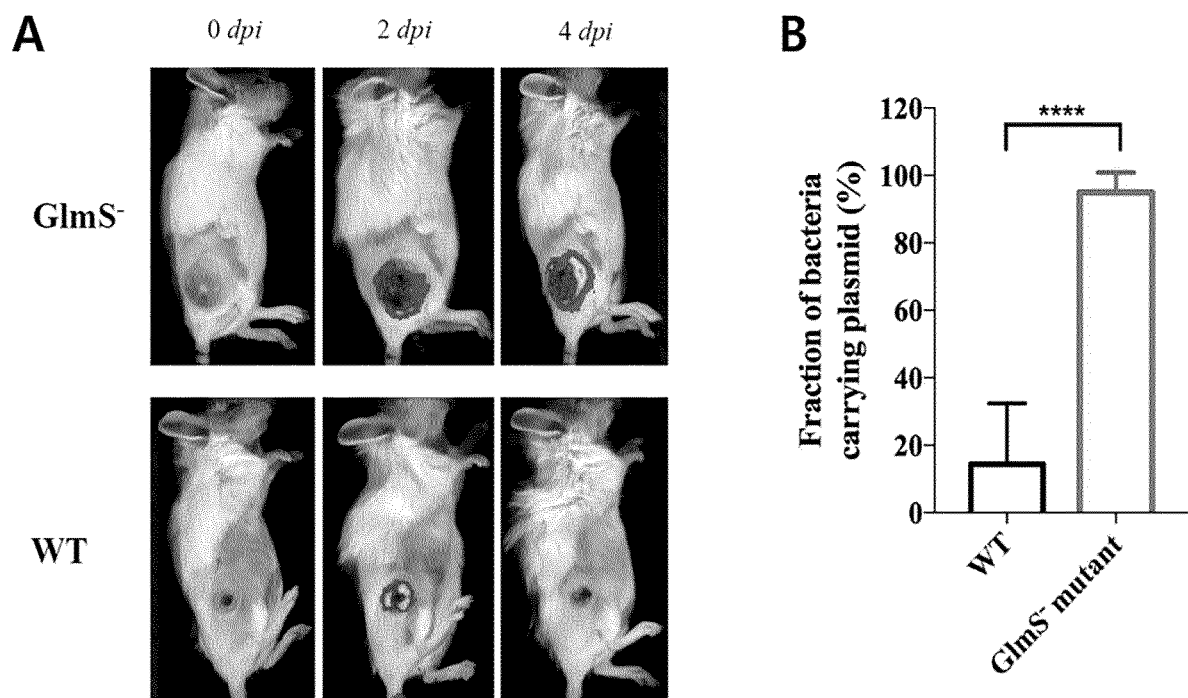 A
0 dpi
2 dpi
4 dpi
GlmS-
WT
B
Fraction of bacteria
carrying plasmid (%)
120
100
80
60
40
20
0
****
WT
GlmS- mutant